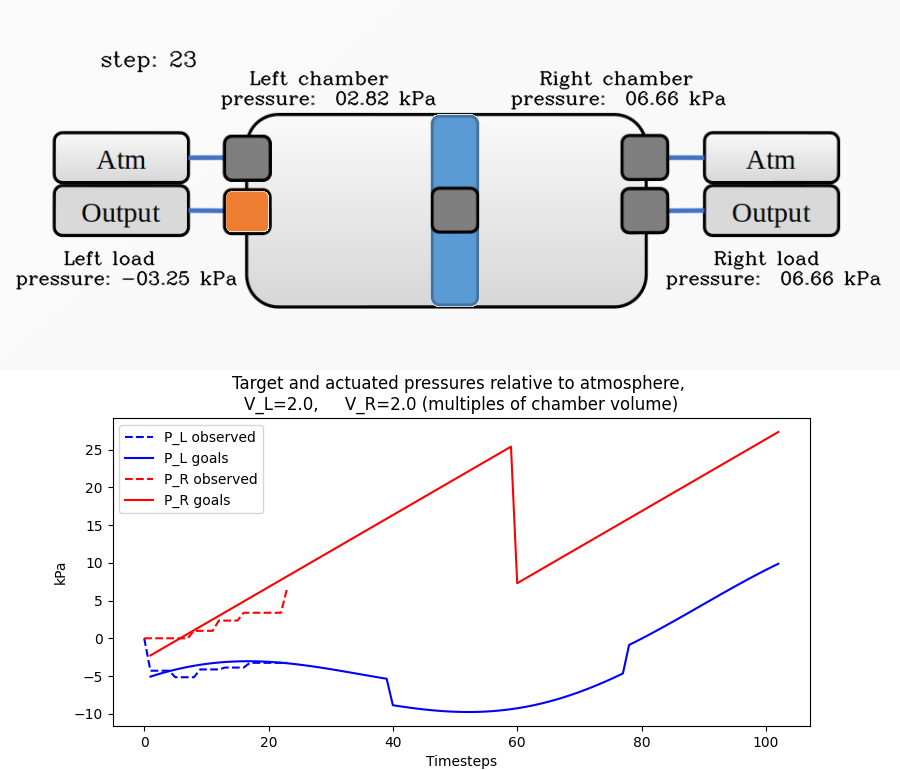 step: 23
Left chamber
pressure: 02.82 kPa
Right chamber
pressure: 06.66 kPa
Atm
Output
Atm
Output
Left load
pressure: -03.25 kPa
Right load
pressure: 06.66 kPa
Target and actuated pressures relative to atmosphere,
V_L=2.0, V_R=2.0 (multiples of chamber volume)
P_L observed
P_L goals
P_R observed
P_R goals
kPa
25
20
15
10
5
0
−5
−10
0 20 40 60 80 100
Timesteps